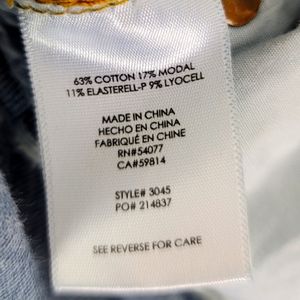 63% COTTON 17% MODAL
11% ELASTERELL-P 9% LYOCELL
MADE IN CHINA
HECHO EN CHINA
FABRIQUÉ EN CHINE
RN#54077
CA#59814
STYLE# 3045
PO# 214837
SEE REVERSE FOR CARE